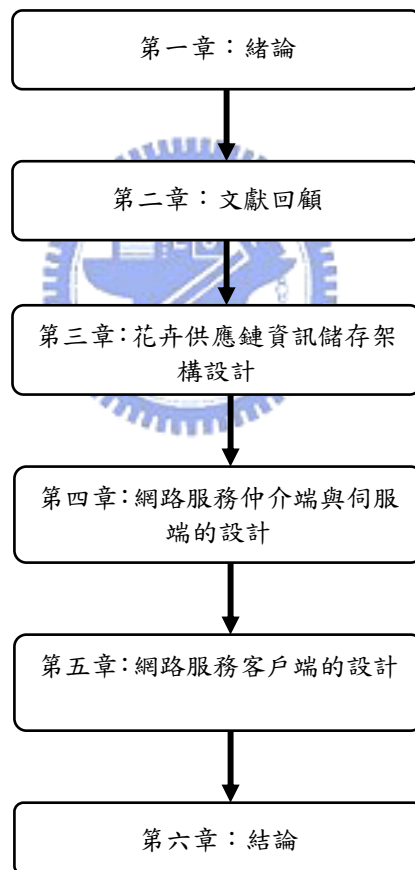 第一章：緒論
第二章：文獻回顧
第三章：花卉供應鏈資訊儲存架
構設計
第四章：網路服務仲介端與伺服
端的設計
第五章：網路服務客戶端的設計
第六章：結論